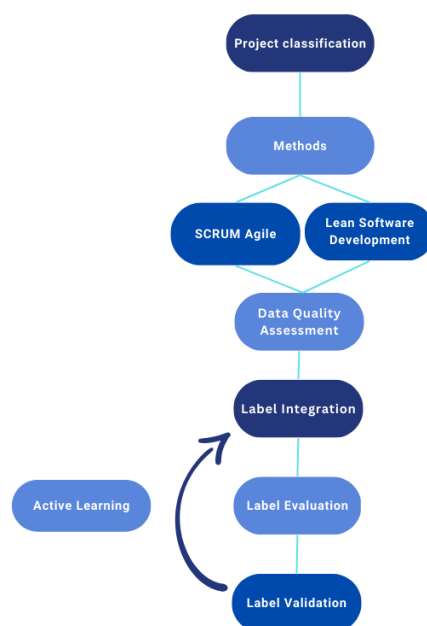 Project classification
Methods
SCRUM Agile
Lean Software
Development
Data Quality
Assessment
Label Integration
Active Learning
Label Evaluation
Label Validation